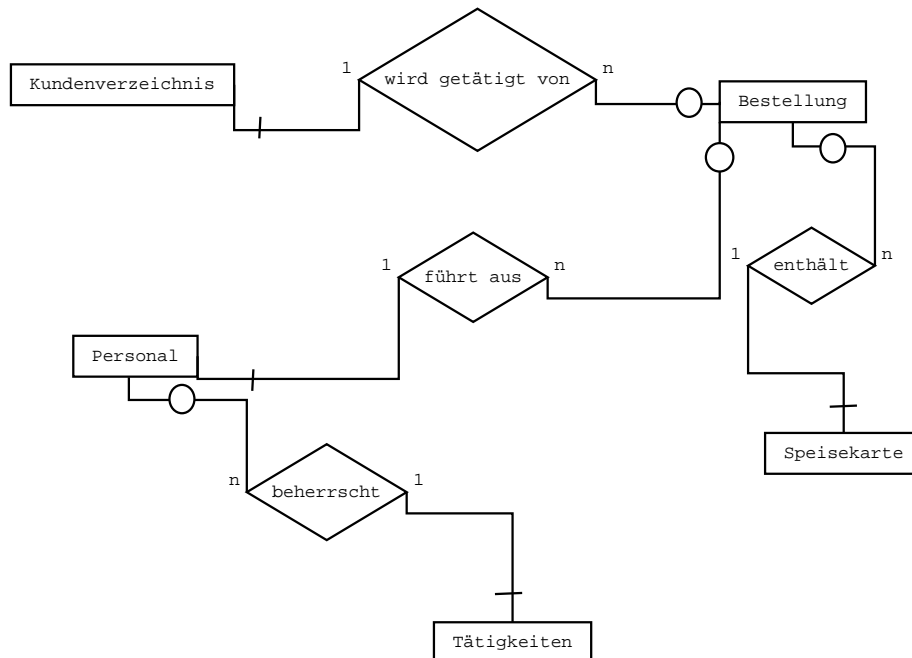 1
wird getätigt von
n
Kundenverzeichnis
Bestellung
1
führt aus
n
1
enthält
n
Personal
Speisekarte
n
beherrscht
1
Tätigkeiten